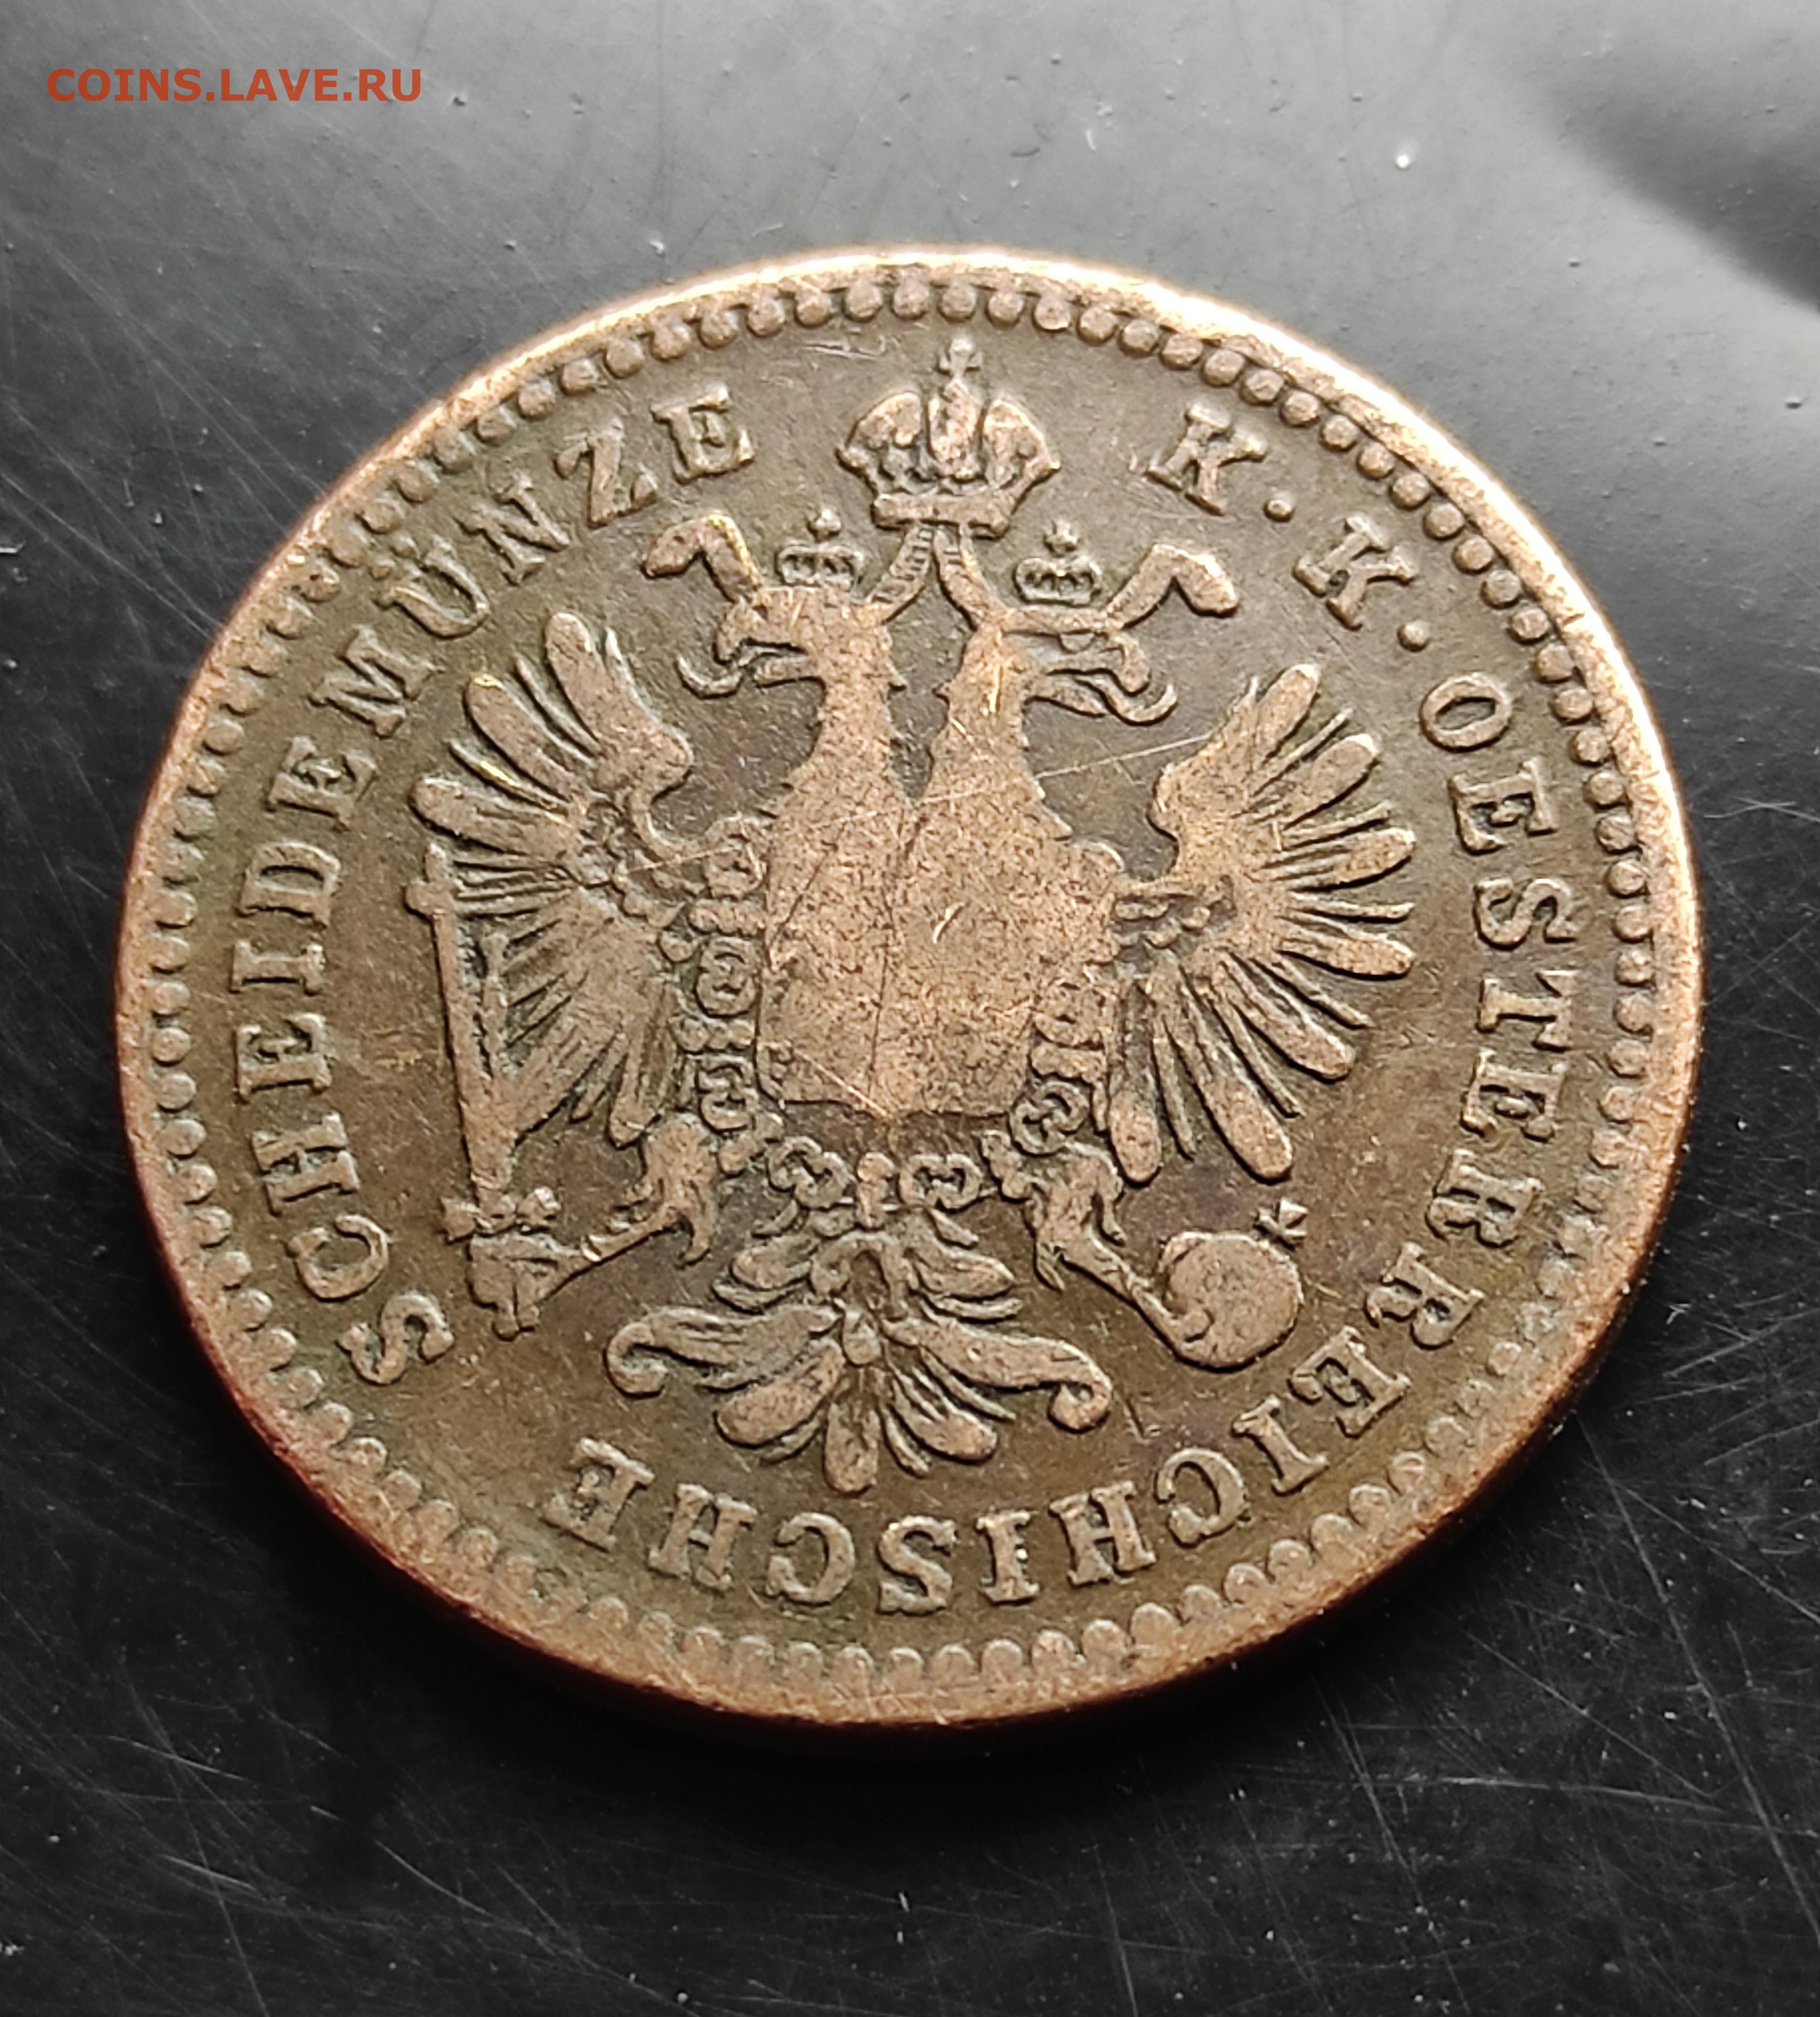 COINS.LAVE.RU
K. K. OESTERREICHISCHE SCHEIDEMÜNZE